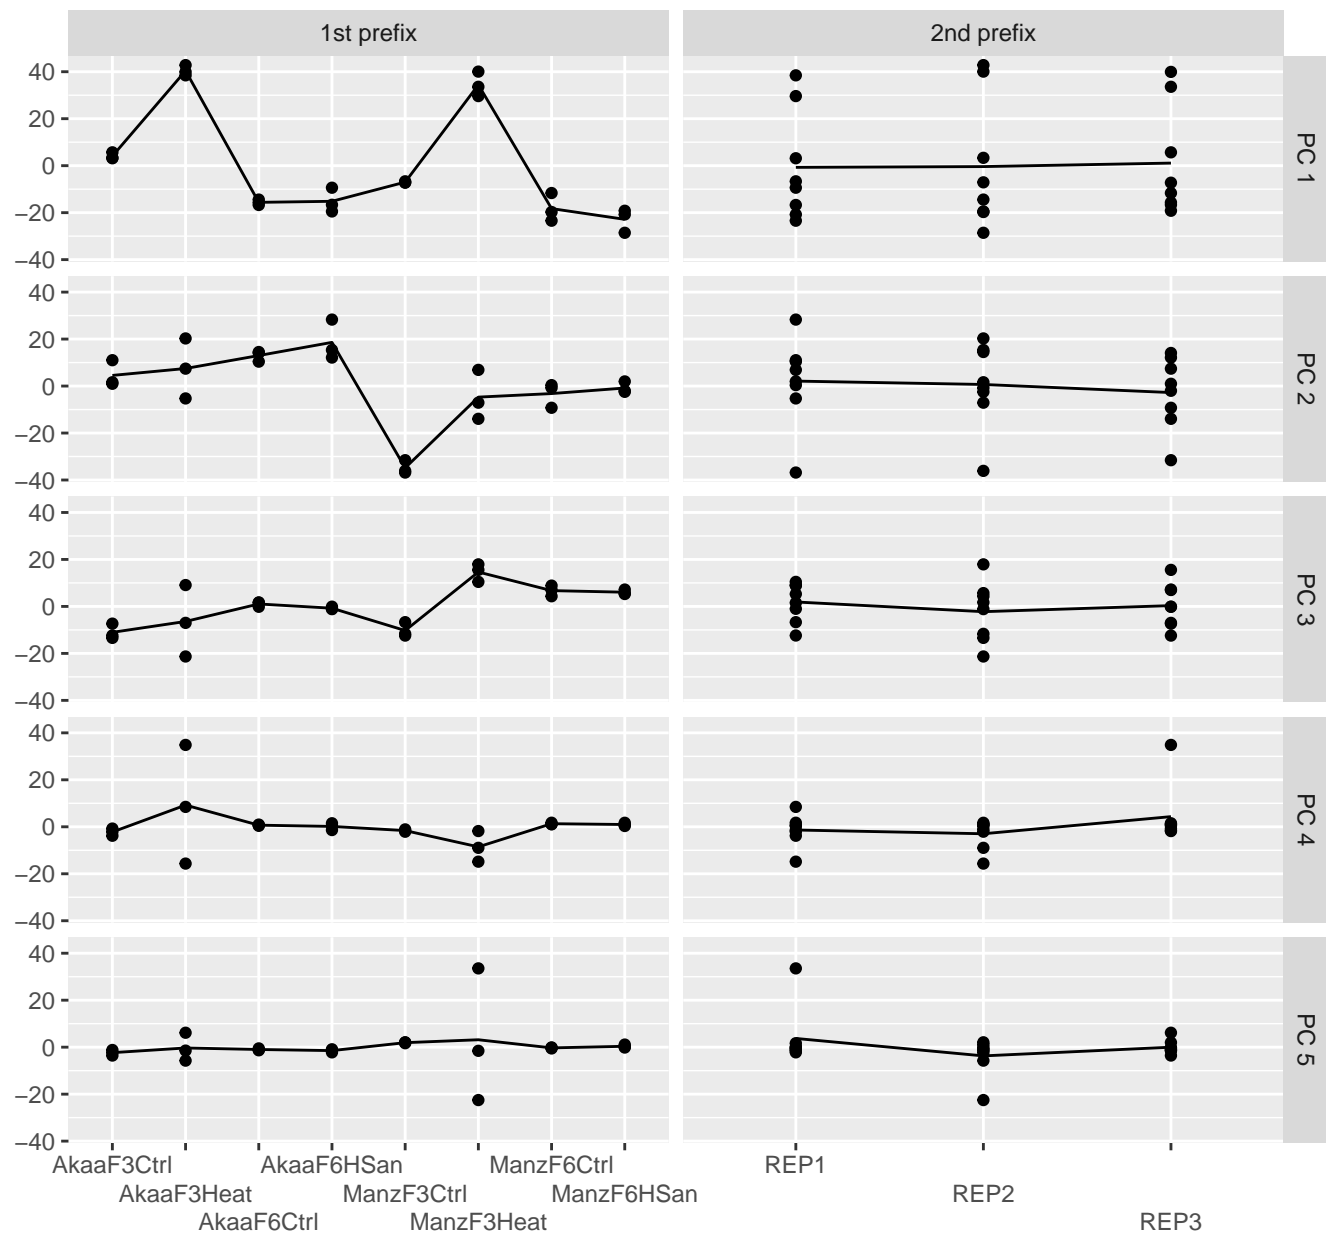 1st prefix
2nd prefix
40
20
0
−20
−40
PC 1
40
20
0
−20
−40
PC 2
40
20
0
−20
−40
PC 3
40
20
0
−20
−40
PC 4
40
20
0
−20
−40
PC 5
AkaaF3Ctrl
AkaaF6HSan
ManzF6Ctrl
REP1
AkaaF3Heat
ManzF3Ctrl
ManzF6HSan
REP2
AkaaF6Ctrl
ManzF3Heat
REP3